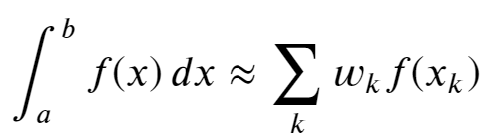 ∫_a^b f(x) dx ≈ ∑_k w_k f(x_k)